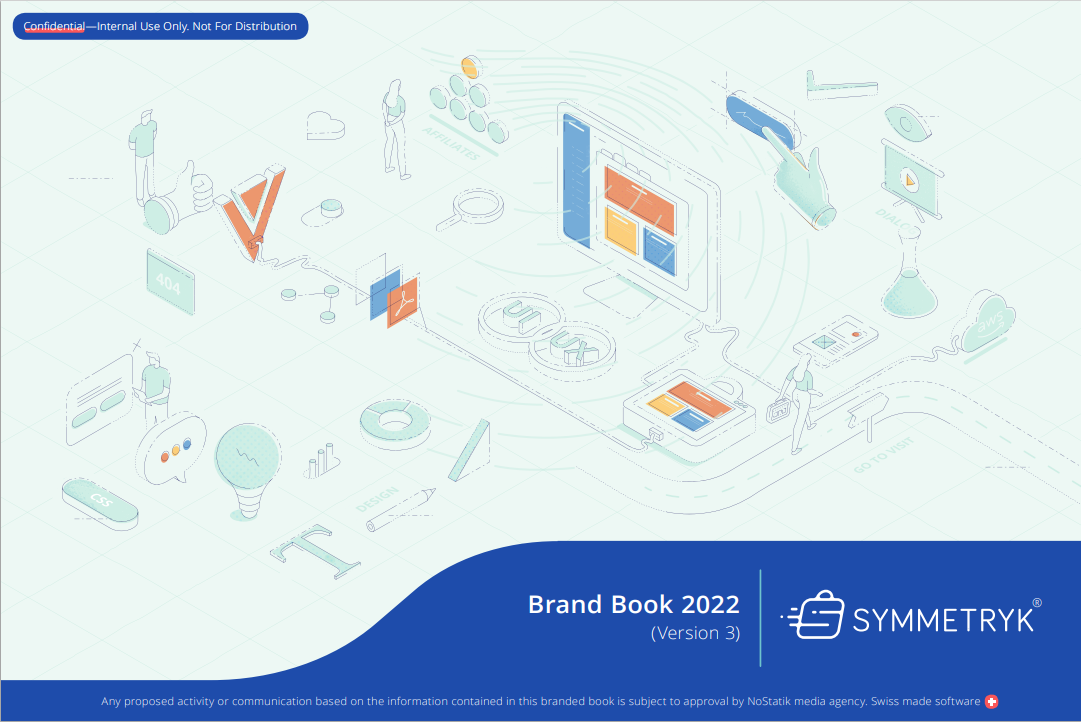 Confidential—Internal Use Only. Not For Distribution
AFFILIATES
404
UI
UX
DIALOG
aws
CSS
DESIGN
T
GO TO VISIT
Brand Book 2022
(Version 3)
SYMMETRYK®
Any proposed activity or communication based on the information contained in this branded book is subject to approval by NoStatik media agency. Swiss made software